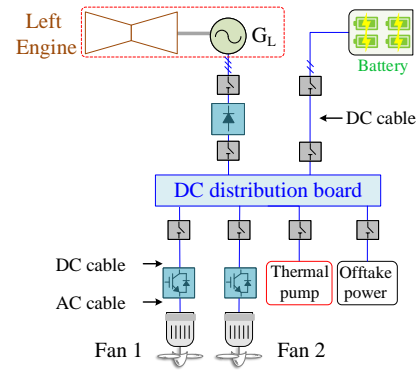 Left
Engine
G_L
Battery
DC cable
DC distribution board
DC cable
AC cable
Thermal
pump
Offtake
power
Fan 1
Fan 2